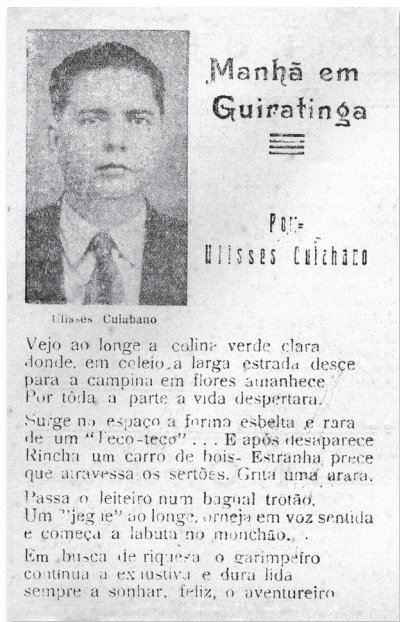 Manhã em
Guiratinga
Por=
Ulisses Cuiabano
Ulisses Cuiabano
Vejo ao longe a colina verde clara
donde, em coleio,a larga estrada desce
para a campina em flores amanhece
Por tôda a parte a vida despertara.
Surge no espaço a forma esbelta e rara
de um "Teco-teco" . . . E após desaparece
Rincha um carro de bois- Estranha prece
que atravessa os sertões. Grita uma arara.
Passa o leiteiro num bagual trotão.
Um "jegue" ao longe, orneja em voz sentida
e começa a labuta no monchão. . .
Em busca de riquesa o garimpeiro
continua a exaustiva e dura lida
sempre a sonhar, feliz, o aventureiro